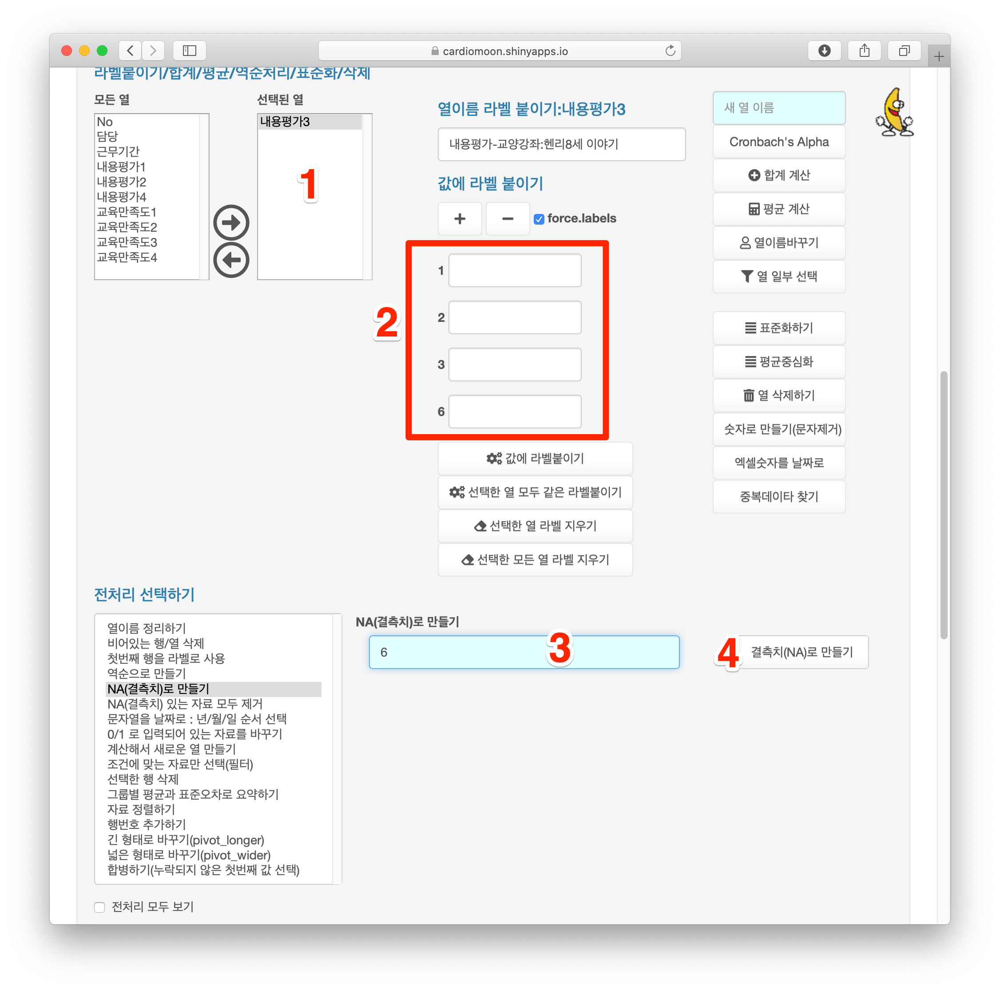 cardiomoon.shinyapps.io
라벨붙이기/합계/평균/역순처리/표준화/삭제
모든 열
No
담당
근무기간
내용평가1
내용평가2
내용평가4
교육만족도1
교육만족도2
교육만족도3
교육만족도4
선택된 열
내용평가3
1
열이름 라벨 붙이기:내용평가3
내용평가-교양강좌:헨리8세 이야기
값에 라벨 붙이기
force.labels
2
1
2
3
6
값에 라벨붙이기
선택한 열 모두 같은 라벨붙이기
선택한 열 라벨 지우기
선택한 모든 열 라벨 지우기
새 열 이름
Cronbach's Alpha
합계 계산
평균 계산
열이름바꾸기
열 일부 선택
표준화하기
평균중심화
열 삭제하기
숫자로 만들기(문자제거)
엑셀숫자를 날짜로
중복데이타 찾기
전처리 선택하기
열이름 정리하기
비어있는 행/열 삭제
첫번째 행을 라벨로 사용
역순으로 만들기
NA(결측치)로 만들기
NA(결측치) 있는 자료 모두 제거
문자열을 날짜로 : 년/월/일 순서 선택
0/1 로 입력되어 있는 자료를 바꾸기
계산해서 새로운 열 만들기
조건에 맞는 자료만 선택(필터)
선택한 행 삭제
그룹별 평균과 표준오차로 요약하기
자료 정렬하기
행번호 추가하기
긴 형태로 바꾸기(pivot_longer)
넓은 형태로 바꾸기(pivot_wider)
합병하기(누락되지 않은 첫번째 값 선택)
전처리 모두 보기
NA(결측치)로 만들기
6
3
4
결측치(NA)로 만들기